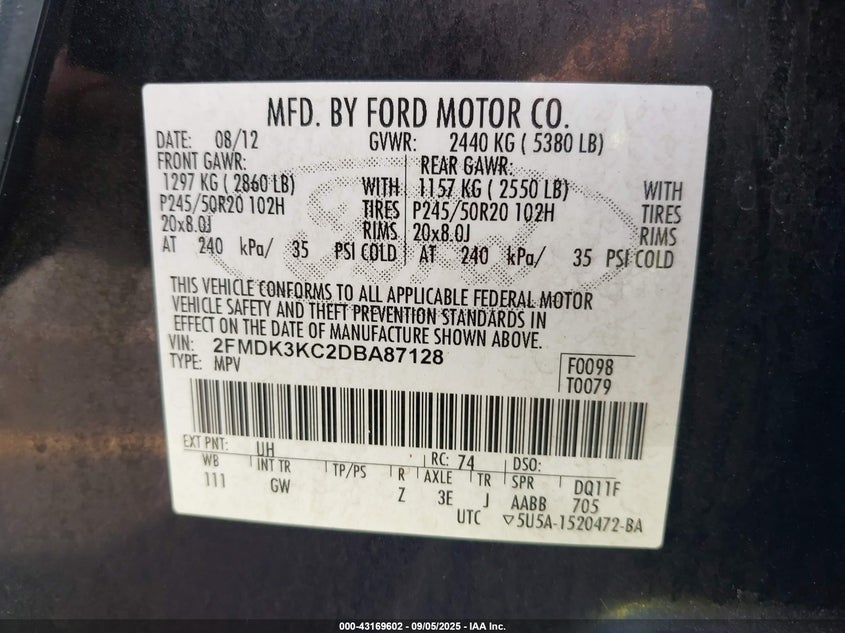 MFD. BY FORD MOTOR CO.
DATE: 08/12 GVWR: 2440 KG ( 5380 LB)
FRONT GAWR: REAR GAWR:
1297 KG ( 2860 LB) WITH 1157 KG ( 2550 LB) WITH
P245/50R20 102H TIRES P245/50R20 102H TIRES
20x8.0J RIMS 20x8.0J RIMS
AT 240 kPa/ 35 PSI COLD AT 240 kPa/ 35 PSI COLD
THIS VEHICLE CONFORMS TO ALL APPLICABLE FEDERAL MOTOR
VEHICLE SAFETY AND THEFT PREVENTION STANDARDS IN
EFFECT ON THE DATE OF MANUFACTURE SHOWN ABOVE.
VIN: 2FMDK3KC2DBA87128 F0098
TYPE: MPV T0079
EXT PNT: UH RC: 74 DSO:
WB INT TR TP/PS R AXLE TR SPR DQ11F
111 GW Z 3E J AABB 705
UTC ▽5U5A-1520472-BA
000-43169602 - 09/05/2025 - IAA Inc.